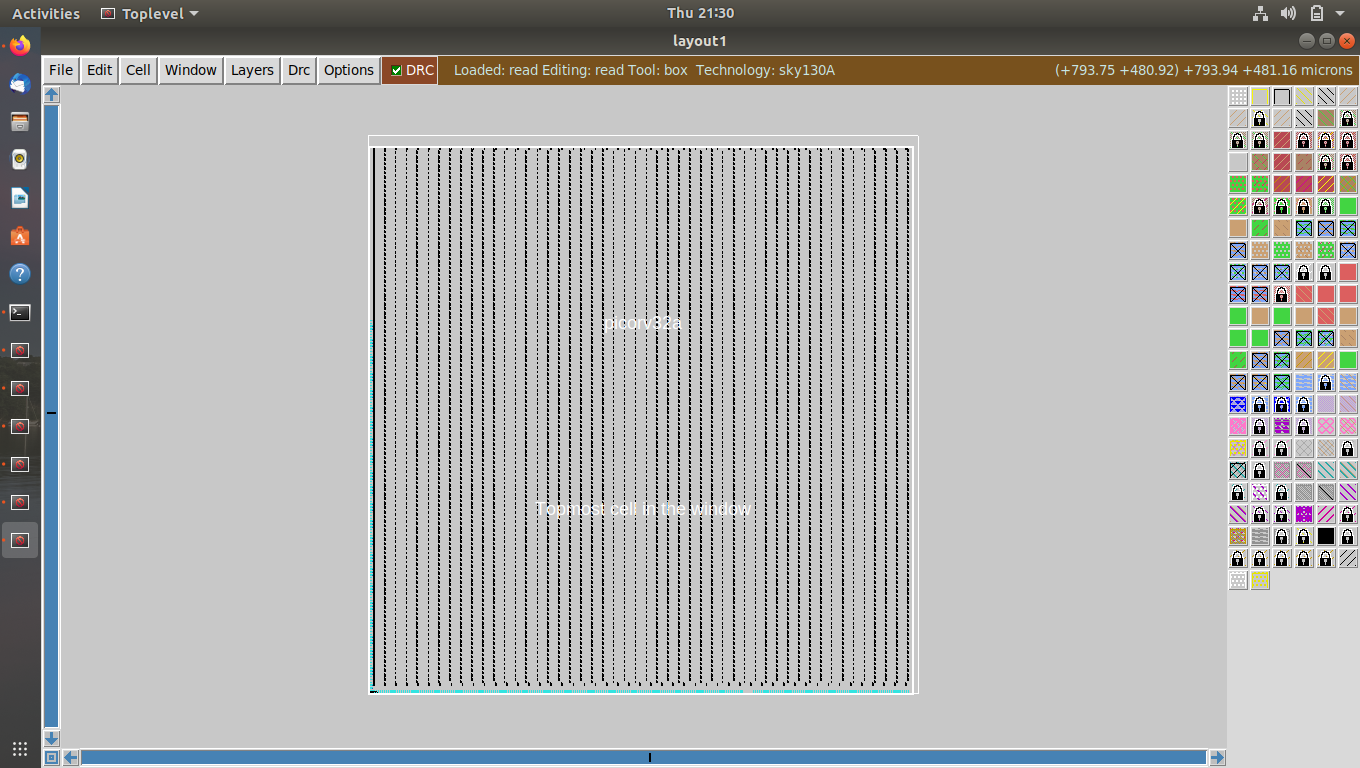 Activities Toplevel Thu 21:30
layout1
File Edit Cell Window Layers Drc Options DRC Loaded: read Editing: read Tool: box Technology: sky130A (+793.75 +480.92) +793.94 +481.16 microns
picorv32a
Topmost cell in the window